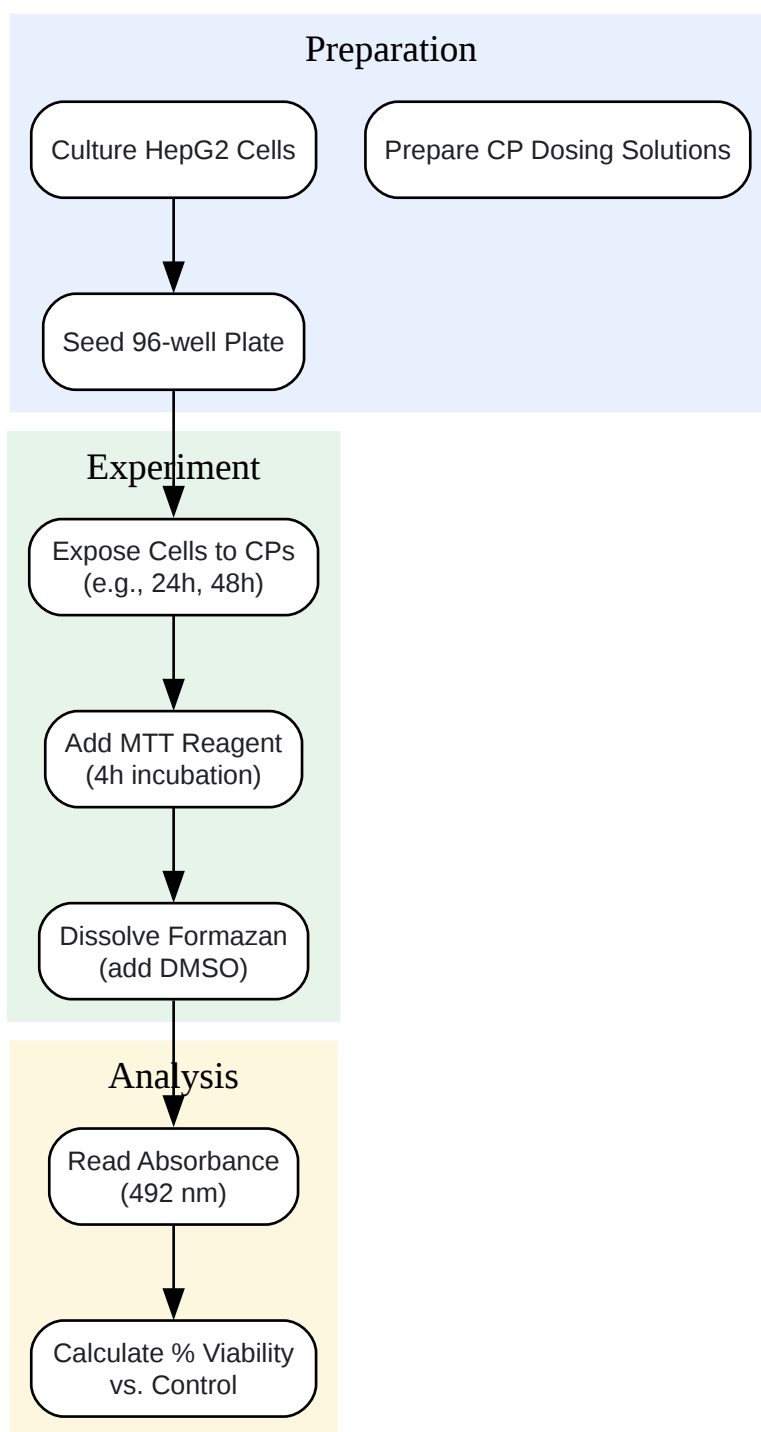 Preparation
Culture HepG2 Cells
Prepare CP Dosing Solutions
Seed 96-well Plate
Experiment
Expose Cells to CPs
(e.g., 24h, 48h)
Add MTT Reagent
(4h incubation)
Dissolve Formazan
(add DMSO)
Analysis
Read Absorbance
(492 nm)
Calculate % Viability
vs. Control